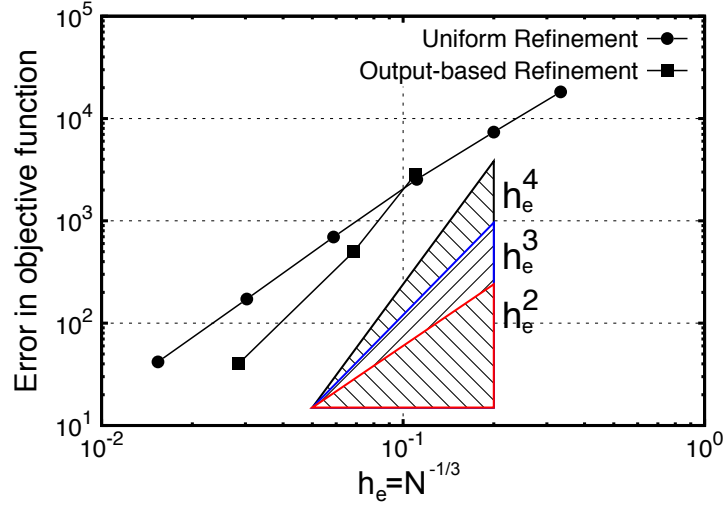 10^5
10^4
10^3
10^2
10^1
Error in objective function
Uniform Refinement
Output-based Refinement
h_e^4
h_e^3
h_e^2
10^-2
10^-1
10^0
h_e=N^-1/3